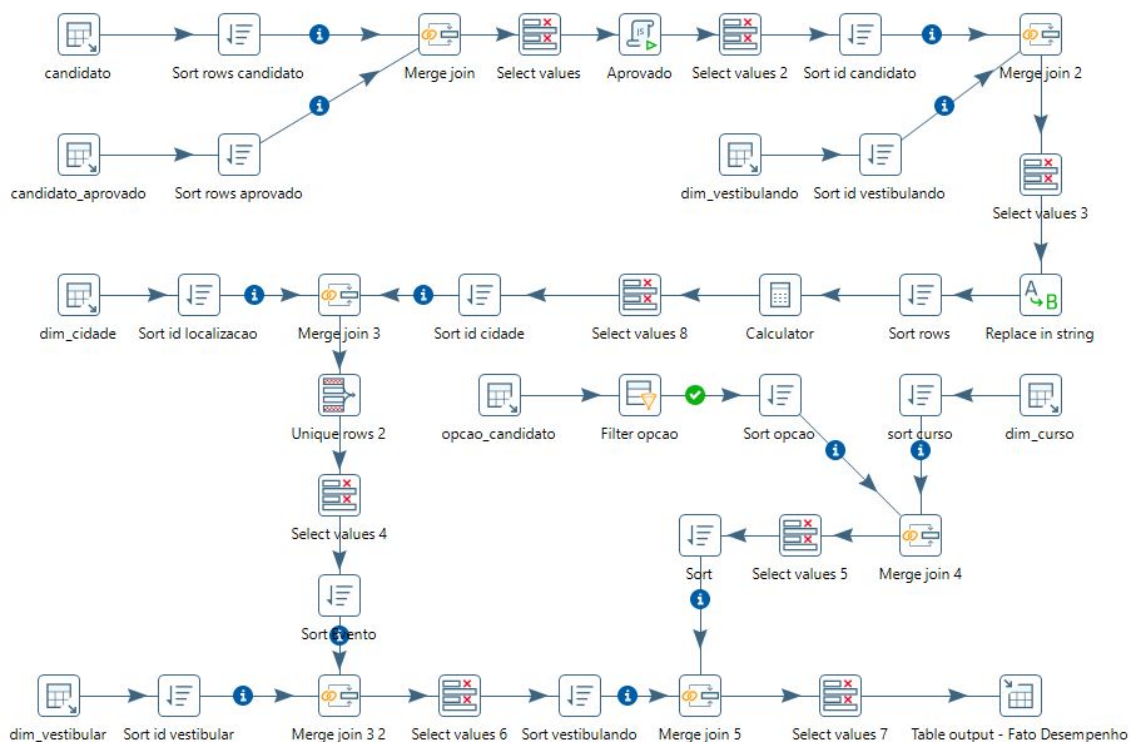 candidato
Sort rows candidato
Merge join
Select values
Aprovado
Select values 2
Sort id candidato
Merge join 2
candidato_aprovado
Sort rows aprovado
dim_vestibulando
Sort id vestibulando
Select values 3
dim_cidade
Sort id localizacao
Merge join 3
Sort id cidade
Select values 8
Calculator
Sort rows
Replace in string
Unique rows 2
opcao_candidato
Filter opcao
Sort opcao
sort curso
dim_curso
Select values 4
Sort
Select values 5
Merge join 4
Sort evento
dim_vestibular
Sort id vestibular
Merge join 3 2
Select values 6
Sort vestibulando
Merge join 5
Select values 7
Table output - Fato Desempenho